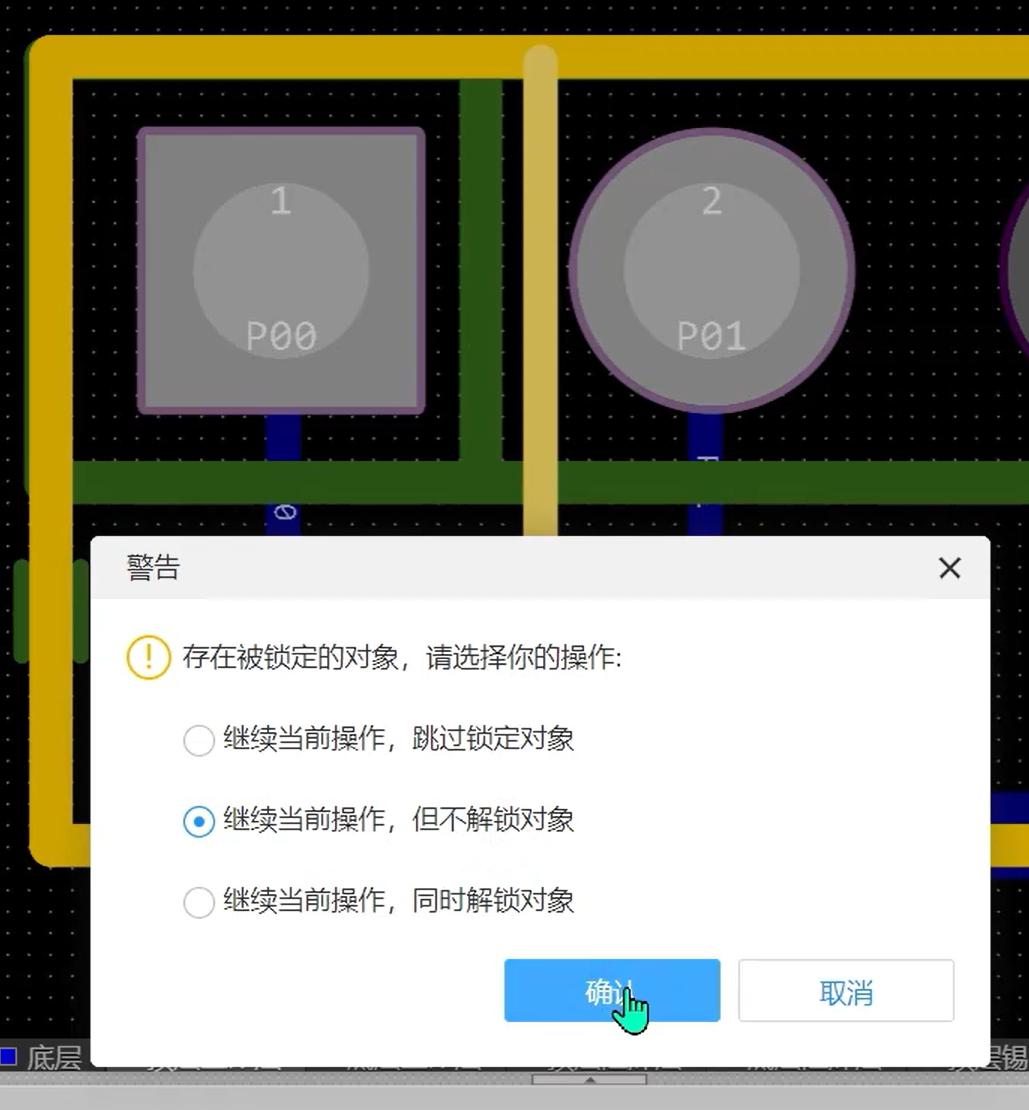 1
2
P00
P01
警告
存在被锁定的对象，请选择你的操作:
继续当前操作，跳过锁定对象
继续当前操作，但不解锁对象
继续当前操作，同时解锁对象
确认
取消
底层